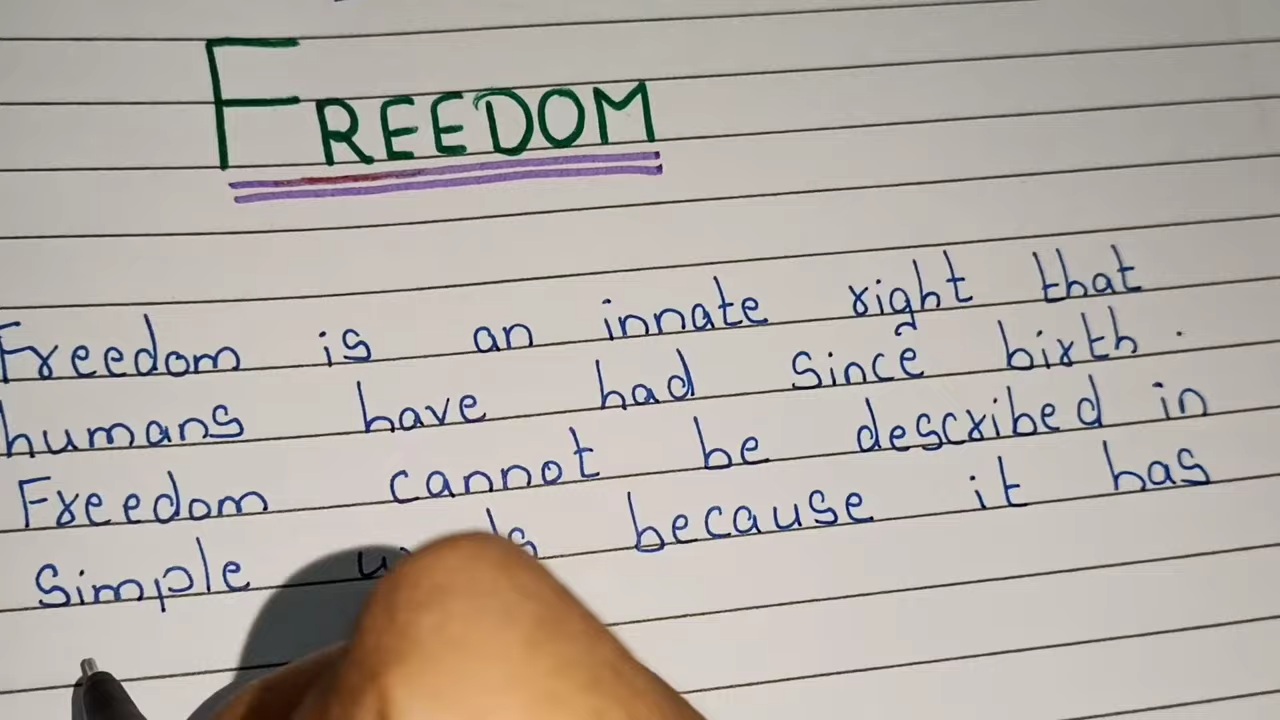 FREEDOM
Freedom is an innate right that
humans have had since birth.
Freedom cannot be described in
Simple because it has